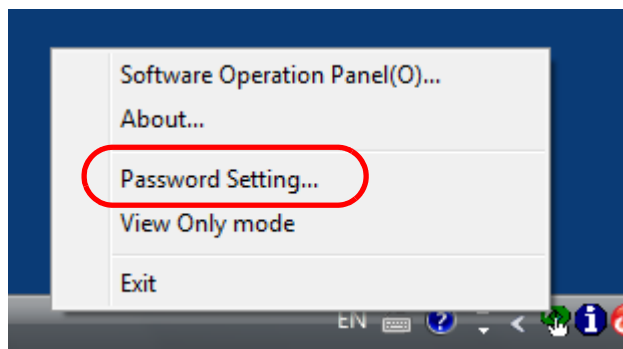 Software Operation Panel(O)...
About...
Password Setting...
View Only mode
Exit
EN